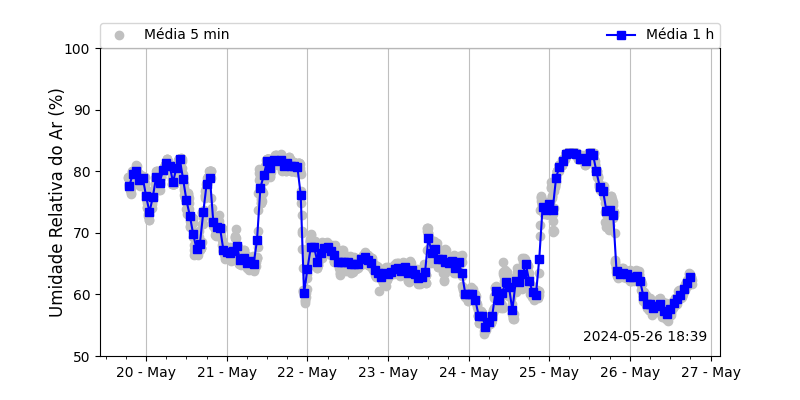 Média 5 min
Média 1 h
Umidade Relativa do Ar (%)
100
90
80
70
60
50
2024-05-26 18:39
20 - May
21 - May
22 - May
23 - May
24 - May
25 - May
26 - May
27 - May